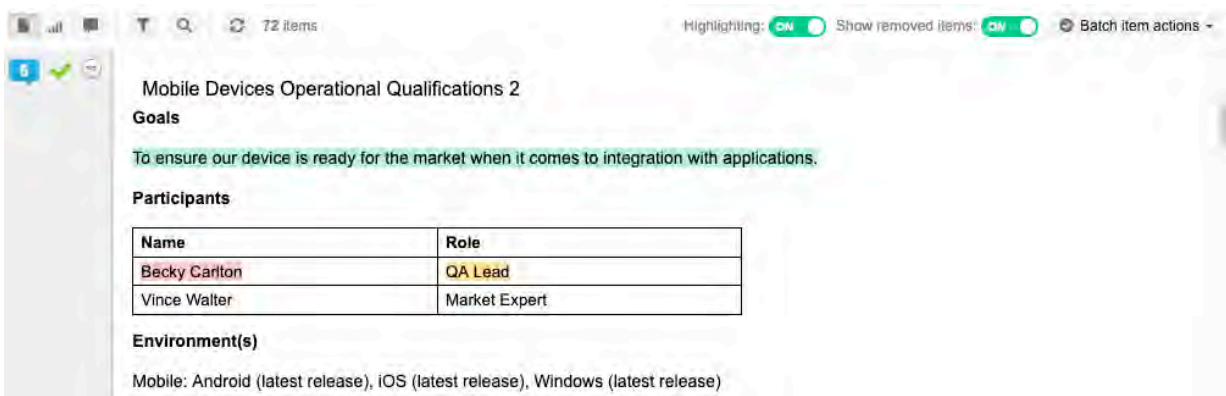 72 items Highlighting: ON Show removed items: ON Batch item actions
Mobile Devices Operational Qualifications 2
Goals
To ensure our device is ready for the market when it comes to integration with applications.
Participants
Name Role
Becky Carlton QA Lead
Vince Walter Market Expert
Environment(s)
Mobile: Android (latest release), iOS (latest release), Windows (latest release)